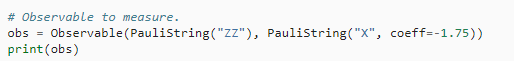 # Observable to measure.
obs = Observable(PauliString("ZZ"), PauliString("X", coeff=-1.75))
print(obs)